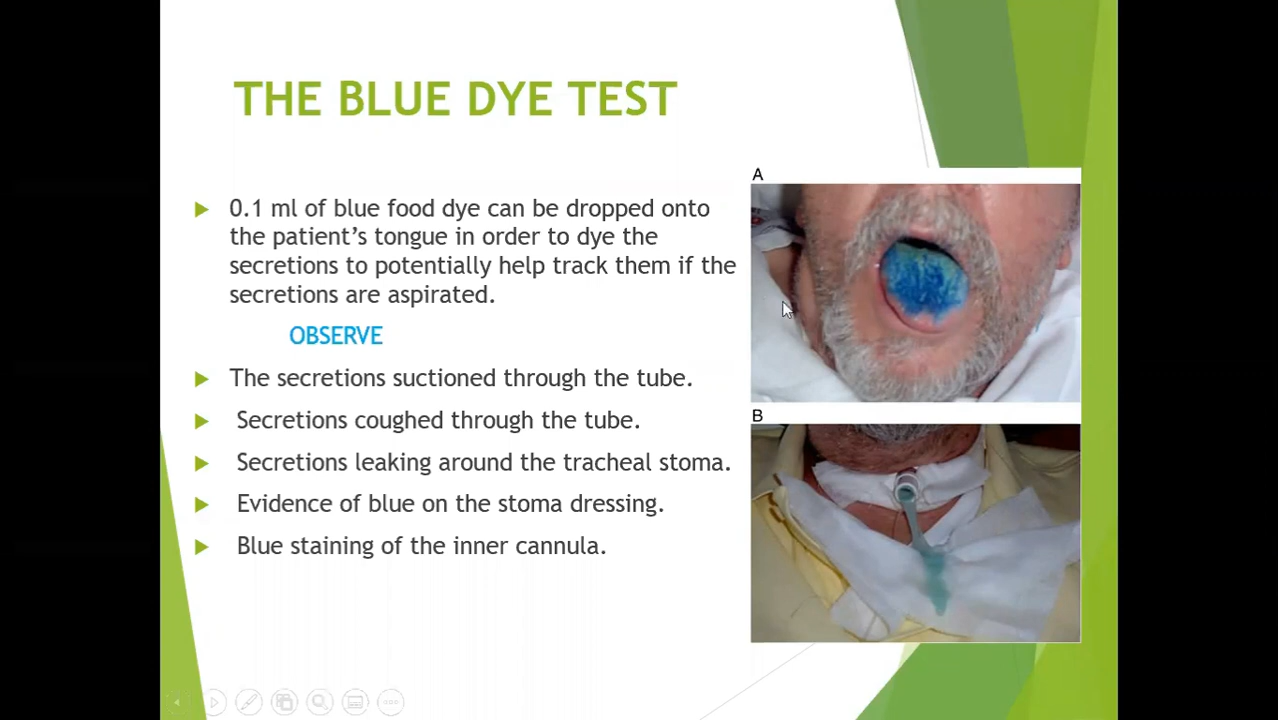 THE BLUE DYE TEST
0.1 ml of blue food dye can be dropped onto
the patient's tongue in order to dye the
secretions to potentially help track them if the
secretions are aspirated.
OBSERVE
The secretions suctioned through the tube.
Secretions coughed through the tube.
Secretions leaking around the tracheal stoma.
Evidence of blue on the stoma dressing.
Blue staining of the inner cannula.
A
B